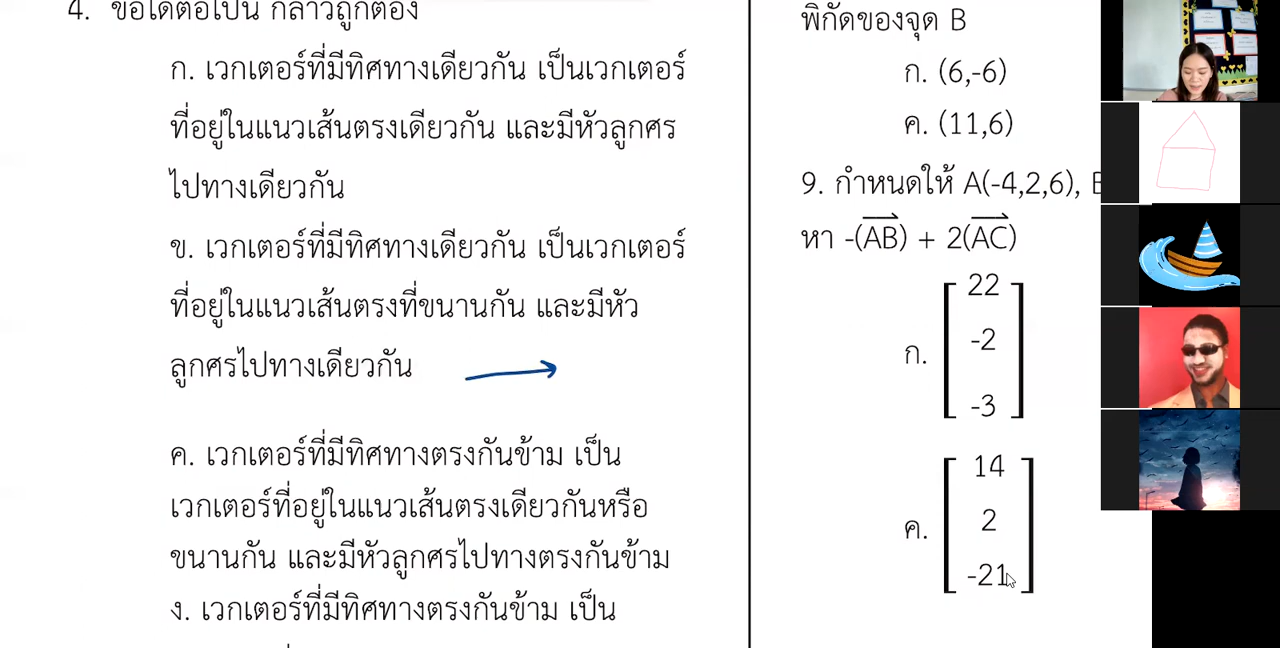 4. ข้อใดต่อไปนี้ กล่าวถูกต้อง
ก. เวกเตอร์ที่มีทิศทางเดียวกัน เป็นเวกเตอร์
ที่อยู่ในแนวเส้นตรงเดียวกัน และมีหัวลูกศร
ไปทางเดียวกัน
ข. เวกเตอร์ที่มีทิศทางเดียวกัน เป็นเวกเตอร์
ที่อยู่ในแนวเส้นตรงที่ขนานกัน และมีหัว
ลูกศรไปทางเดียวกัน
ค. เวกเตอร์ที่มีทิศทางตรงกันข้าม เป็น
เวกเตอร์ที่อยู่ในแนวเส้นตรงเดียวกันหรือ
ขนานกัน และมีหัวลูกศรไปทางตรงกันข้าม
ง. เวกเตอร์ที่มีทิศทางตรงกันข้าม เป็น
พิกัดของจุด B
ก. (6,-6)
ค. (11,6)
9. กำหนดให้ A(-4,2,6),
หา -(AB) + 2(AC)
ก.
22
-2
-3
ค.
14
2
-21